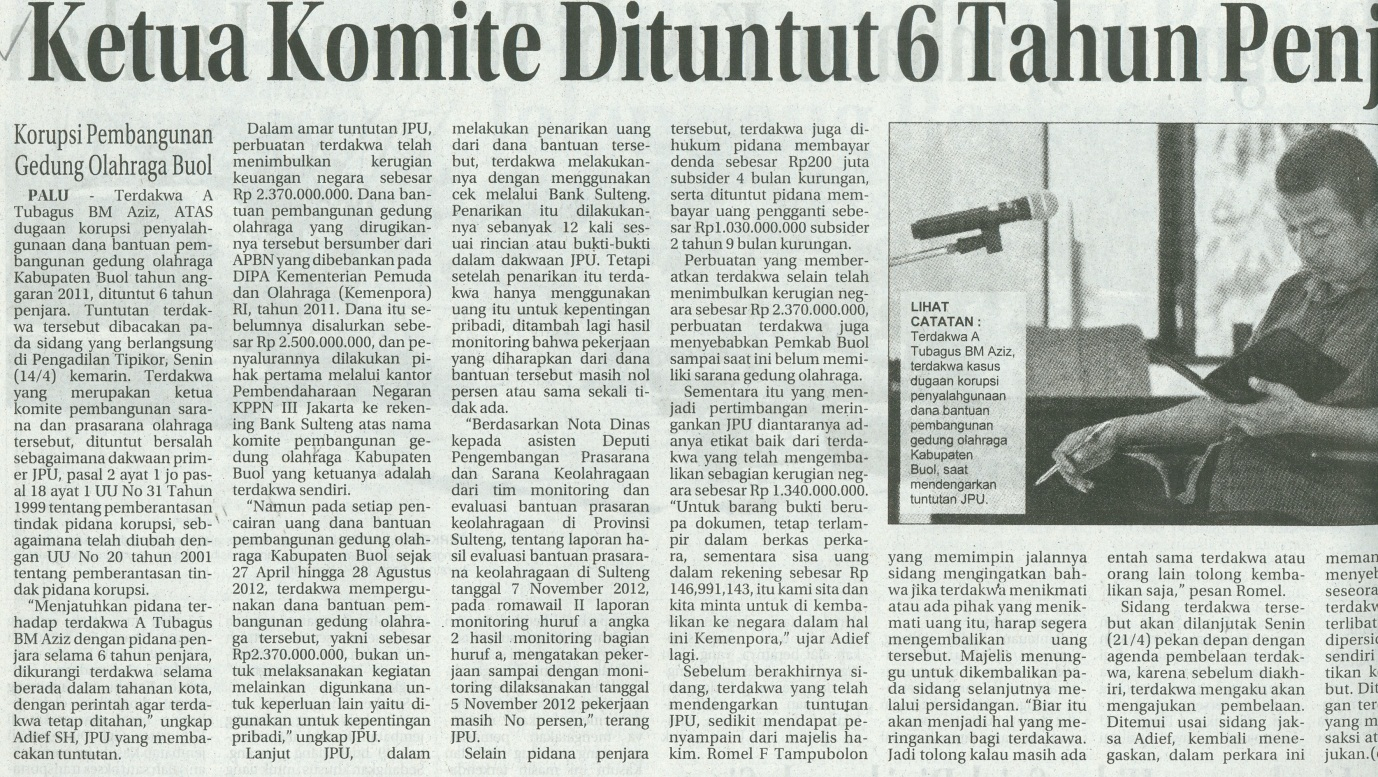 Ketua Komite Dituntut 6 Tahun
Korupsi Pembangunan
Gedung Olahraga Buol
PALU - Terdakwa A
Tubagus BM Aziz, ATAS
dugaan korupsi penyalah-
gunaan dana bantuan pem-
bangunan gedung olahraga
Kabupaten Buol tahun ang-
garan 2011, dituntut 6 tahun
penjara. Tuntutan terdak-
wa tersebut dibacakan pa-
da sidang yang berlangsung
di Pengadilan Tipikor, Senin
(14/4) kemarin. Terdakwa
yang merupakan ketua
komite pembangunan sara-
na dan prasarana olahraga
tersebut, dituntut bersalah
sebagaimana dakwaan prim-
er JPU, pasal 2 ayat 1 jo pas-
al 18 ayat 1 UU No 31 Tahun
1999 tentang pemberantasan
tindak pidana korupsi, seb-
agaimana telah diubah den-
gan UU No 20 tahun 2001
tentang pemberantasan tin-
dak pidana korupsi.
"Menjatuhkan pidana ter-
hadap terdakwa A Tubagus
BM Aziz dengan pidana pen-
jara selama 6 tahun penjara,
dikurangi terdakwa selama
berada dalam tahanan kota,
dengan perintah agar terda-
kwa tetap ditahan," ungkap
Adief SH, JPU yang memba-
cakan tuntutan.
Dalam amar tuntutan JPU,
perbuatan terdakwa telah
menimbulkan kerugian
keuangan negara sebesar
Rp 2.370.000.000. Dana ban-
tuan pembangunan gedung
olahraga yang dirugikan-
nya tersebut bersumber dari
APBN yang dibebankan pada
DIPA Kementerian Pemuda
dan Olahraga (Kemenpora)
RI, tahun 2011. Dana itu se-
belumnya disalurkan sebe-
sar Rp 2.500.000.000, dan pe-
nyalurannya dilakukan pi-
hak pertama melalui kantor
Pembendaharaan Negaran
KPPN III Jakarta ke reken-
ing Bank Sulteng atas nama
komite pembangunan ge-
dung olahraga Kabupaten
Buol yang ketuanya adalah
terdakwa sendiri.
"Namun pada setiap pen-
cairan uang dana bantuan
pembangunan gedung olah-
raga Kabupaten Buol sejak
27 April hingga 28 Agustus
2012, terdakwa mempergu-
nakan dana bantuan pem-
bangunan gedung olahra-
ga tersebut, yakni sebesar
Rp2.370.000.000, bukan un-
tuk melaksanakan kegiatan
melainkan digunkana un-
tuk keperluan lain yaitu di-
gunakan untuk kepentingan
pribadi," ungkap JPU.
Lanjut JPU, dalam
melakukan penarikan uang
dari dana bantuan terse-
but, terdakwa melakukan-
nya dengan menggunakan
cek melalui Bank Sulteng.
Penarikan itu dilakukan-
nya sebanyak 12 kali ses-
uai rincian atau bukti-bukti
dalam dakwaan JPU. Tetapi
setelah penarikan itu terda-
kwa hanya menggunakan
uang itu untuk kepentingan
pribadi, ditambah lagi hasil
monitoring bahwa pekerjaan
yang diharapkan dari dana
bantuan tersebut masih nol
persen atau sama sekali ti-
dak ada.
"Berdasarkan Nota Dinas
kepada asisten Deputi
Pengembangan Prasarana
dan Sarana Keolahragaan
dari tim monitoring dan
evaluasi bantuan prasaran
keolahragaan di Provinsi
Sulteng, tentang laporan ha-
sil evaluasi bantuan prasara-
na keolahragaan di Sulteng
tanggal 7 November 2012,
pada romawail II laporan
monitoring huruf a angka
2 hasil monitoring bagian
huruf a, mengatakan peker-
jaan sampai dengan moni-
toring dilaksanakan tanggal
5 November 2012 pekerjaan
masih No persen," terang
JPU.
Selain pidana penjara
tersebut, terdakwa juga di-
hukum pidana membayar
denda sebesar Rp200 juta
subsider 4 bulan kurungan,
serta dituntut pidana mem-
bayar uang pengganti sebe-
sar Rp1.030.000.000 subsider
2 tahun 9 bulan kurungan.
Perbuatan yang member-
atkan terdakwa selain telah
menimbulkan kerugian neg-
ara sebesar Rp 2.370.000.000,
perbuatan terdakwa juga
menyebabkan Pemkab Buol
sampai saat ini belum memi-
liki sarana gedung olahraga.
Sementara itu yang men-
jadi pertimbangan merin-
gankan JPU diantaranya ad-
anya etikat baik dari terda-
kwa yang telah mengemba-
likan sebagian kerugian neg-
ara sebesar Rp 1.340.000.000.
"Untuk barang bukti beru-
pa dokumen, tetap terlam-
pir dalam berkas perka-
ra, sementara sisa uang
dalam rekening sebesar Rp
146,991,143, itu kami sita dan
kita minta untuk di kemba-
likan ke negara dalam hal
ini Kemenpora," ujar Adief
lagi.
Sebelum berakhirnya si-
dang, terdakwa yang telah
mendengarkan tuntutan
JPU, sedikit mendapat pe-
nyampain dari majelis ha-
kim. Romel F Tampubolon
LIHAT
CATATAN :
Terdakwa A
Tubagus BM Aziz,
terdakwa kasus
dugaan korupsi
penyalahgunaan
dana bantuan
pembangunan
gedung olahraga
Kabupaten
Buol, saat
mendengarkan
tuntutan JPU.
yang memimpin jalannya
sidang mengingatkan bah-
wa jika terdakwa menikmati
atau ada pihak yang menik-
mati uang itu, harap segera
mengembalikan uang
tersebut. Majelis menung-
gu untuk dikembalikan pa-
da sidang selanjutnya me-
lalui persidangan. "Biar itu
akan menjadi hal yang me-
ringankan bagi terdakwa.
Jadi tolong kalau masih ada
entah sama terdakwa atau
orang lain tolong kemba-
likan saja," pesan Romel.
Sidang terdakwa terse-
but akan dilanjutak Senin
(21/4) pekan depan dengan
agenda pembelaan terdak-
wa, karena sebelum diakh-
iri, terdakwa mengaku akan
mengajukan pembelaan.
Ditemui usai sidang jak-
sa Adief, kembali mene-
gaskan, dalam perkara ini